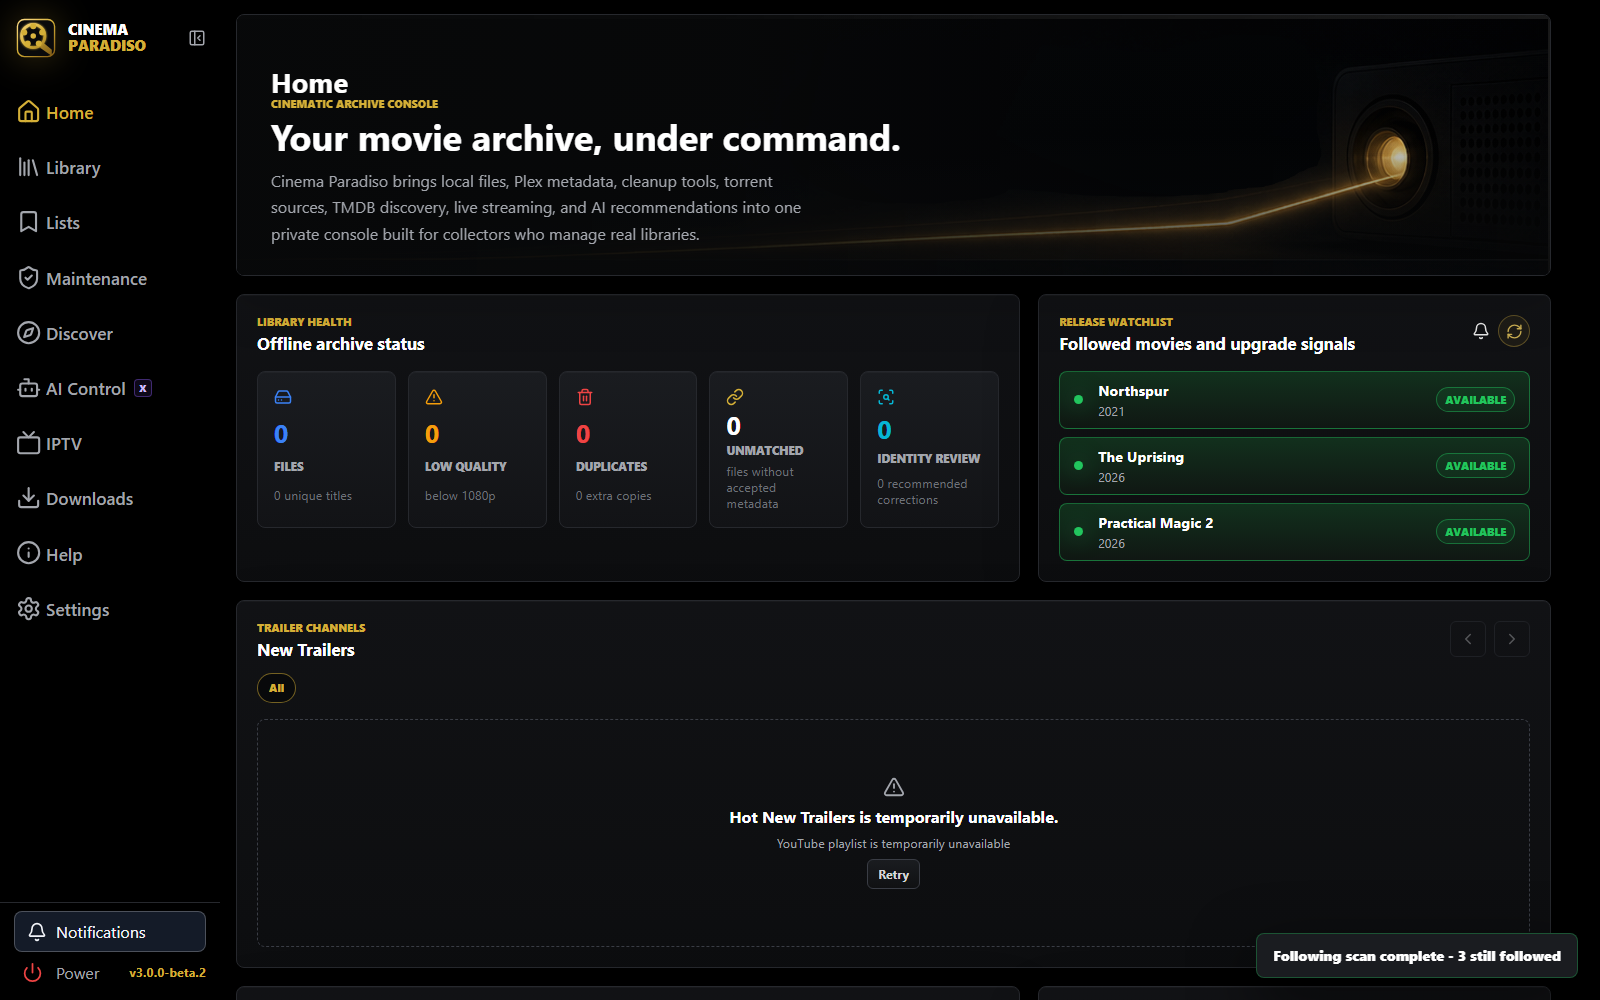 CINEMA
PARADISO
Home
Library
Lists
Maintenance
Discover
AI Control x
IPTV
Downloads
Help
Settings
Notifications
Power v3.0.0-beta.2
Home
CINEMATIC ARCHIVE CONSOLE
Your movie archive, under command.
Cinema Paradiso brings local files, Plex metadata, cleanup tools, torrent
sources, TMDB discovery, live streaming, and AI recommendations into one
private console built for collectors who manage real libraries.
LIBRARY HEALTH
Offline archive status
0
FILES
0 unique titles
0
LOW QUALITY
below 1080p
0
DUPLICATES
0 extra copies
0
UNMATCHED
files without
accepted
metadata
0
IDENTITY REVIEW
0 recommended
corrections
RELEASE WATCHLIST
Followed movies and upgrade signals
Northspur
2021
AVAILABLE
The Uprising
2026
AVAILABLE
Practical Magic 2
2026
AVAILABLE
TRAILER CHANNELS
New Trailers
All
Hot New Trailers is temporarily unavailable.
YouTube playlist is temporarily unavailable
Retry
Following scan complete - 3 still followed